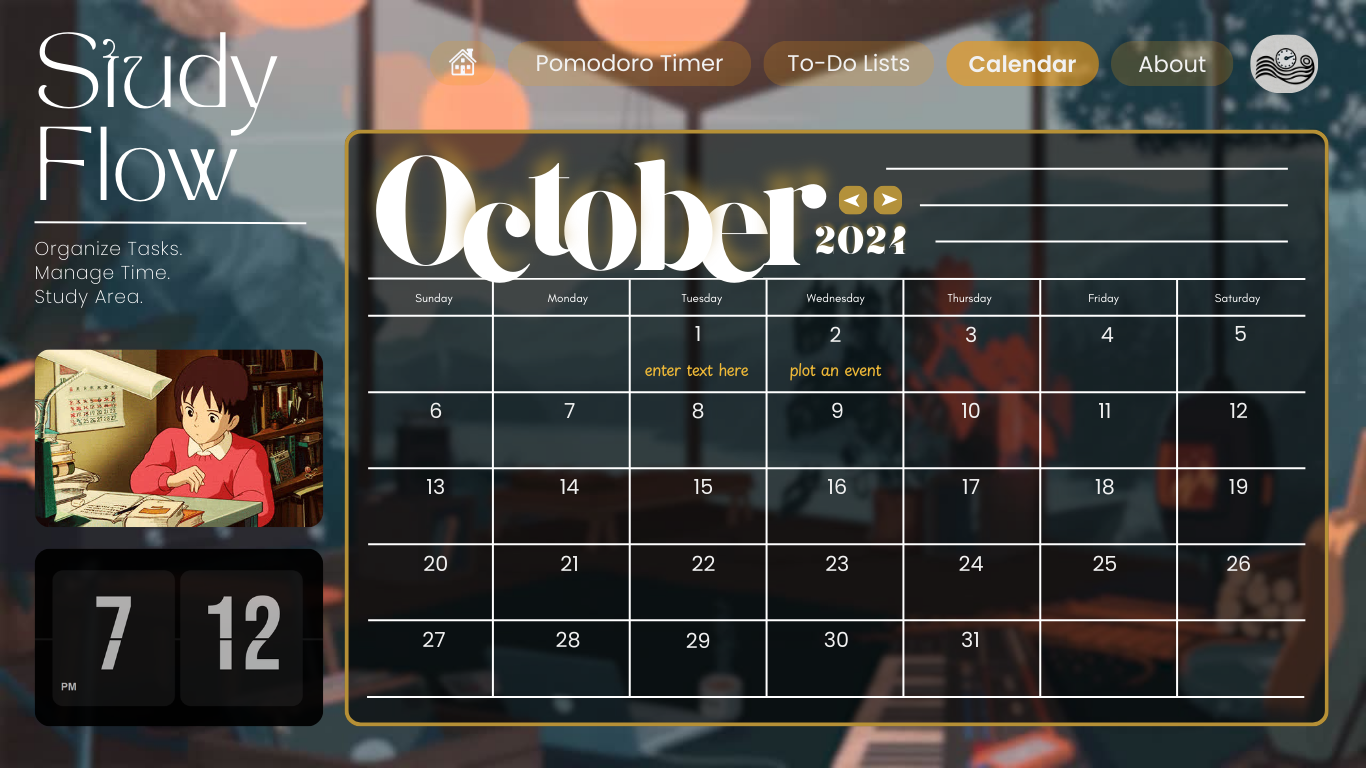 Study
Flow
Organize Tasks.
Manage Time.
Study Area.
7 12
PM
Pomodoro Timer To-Do Lists Calendar About
October
2024
Sunday Monday Tuesday Wednesday Thursday Friday Saturday
1 2 3 4 5
enter text here plot an event
6 7 8 9 10 11 12
13 14 15 16 17 18 19
20 21 22 23 24 25 26
27 28 29 30 31